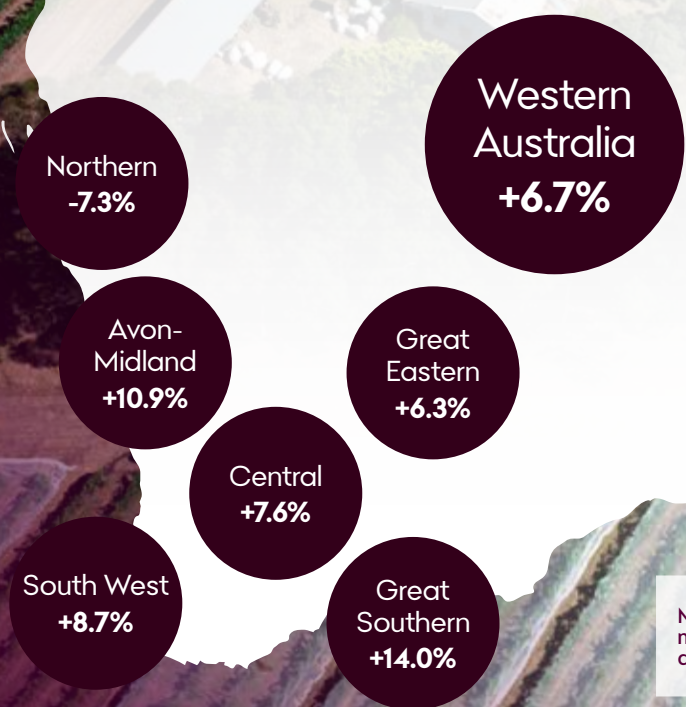 Western
Australia
+6.7%
Northern
-7.3%
Avon-
Midland
+10.9%
Great
Eastern
+6.3%
Central
+7.6%
South West
+8.7%
Great
Southern
+14.0%